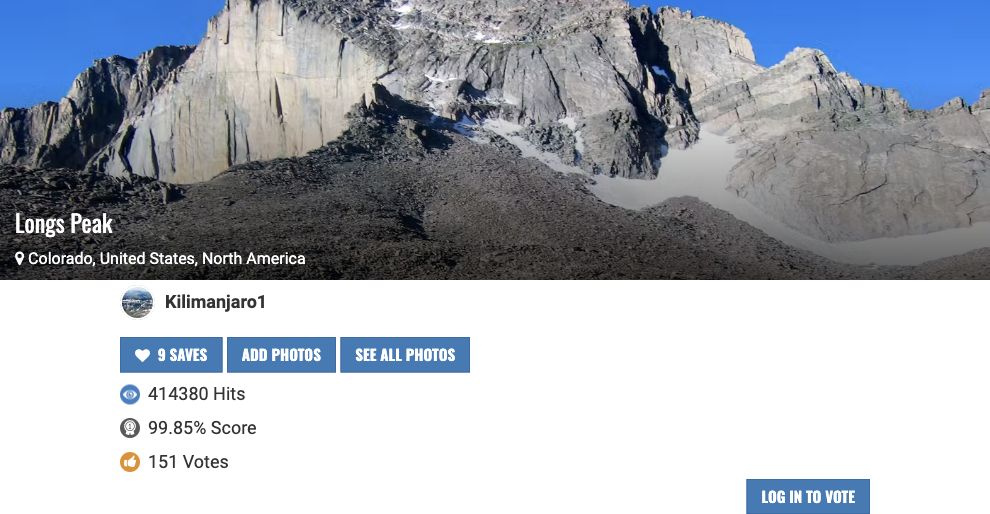 Longs Peak
Colorado, United States, North America
Kilimanjaro1
9 SAVES ADD PHOTOS SEE ALL PHOTOS
414380 Hits
99.85% Score
151 Votes
LOG IN TO VOTE